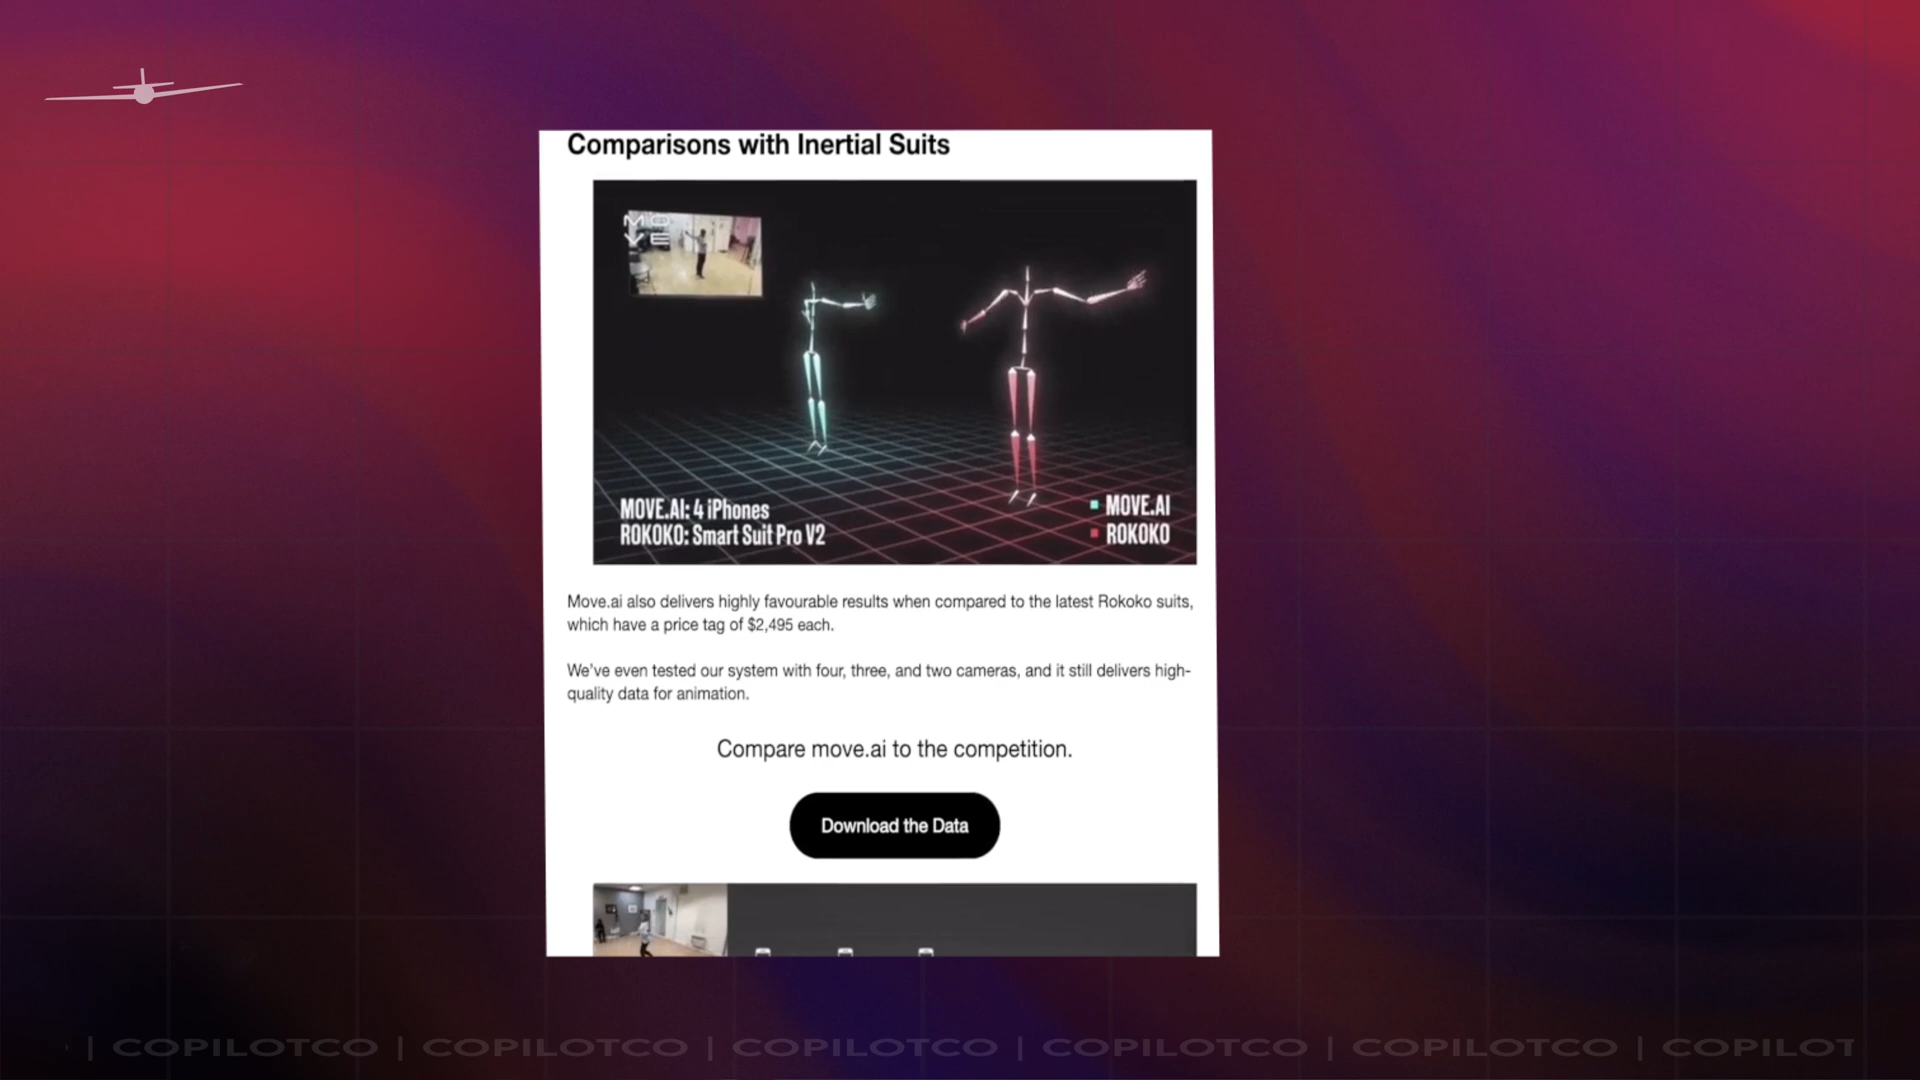 Comparisons with Inertial Suits
MOVE
MOVE.AI: 4 iPhones
ROKOKO: Smart Suit Pro V2
MOVE.AI
ROKOKO
Move.ai also delivers highly favourable results when compared to the latest Rokoko suits,
which have a price tag of $2,495 each.
We've even tested our system with four, three, and two cameras, and it still delivers high-
quality data for animation.
Compare move.ai to the competition.
Download the Data
| COPILOTCO | COPILOTCO | COPILOTCO | COPILOTCO | COPILOTCO | COPILOT